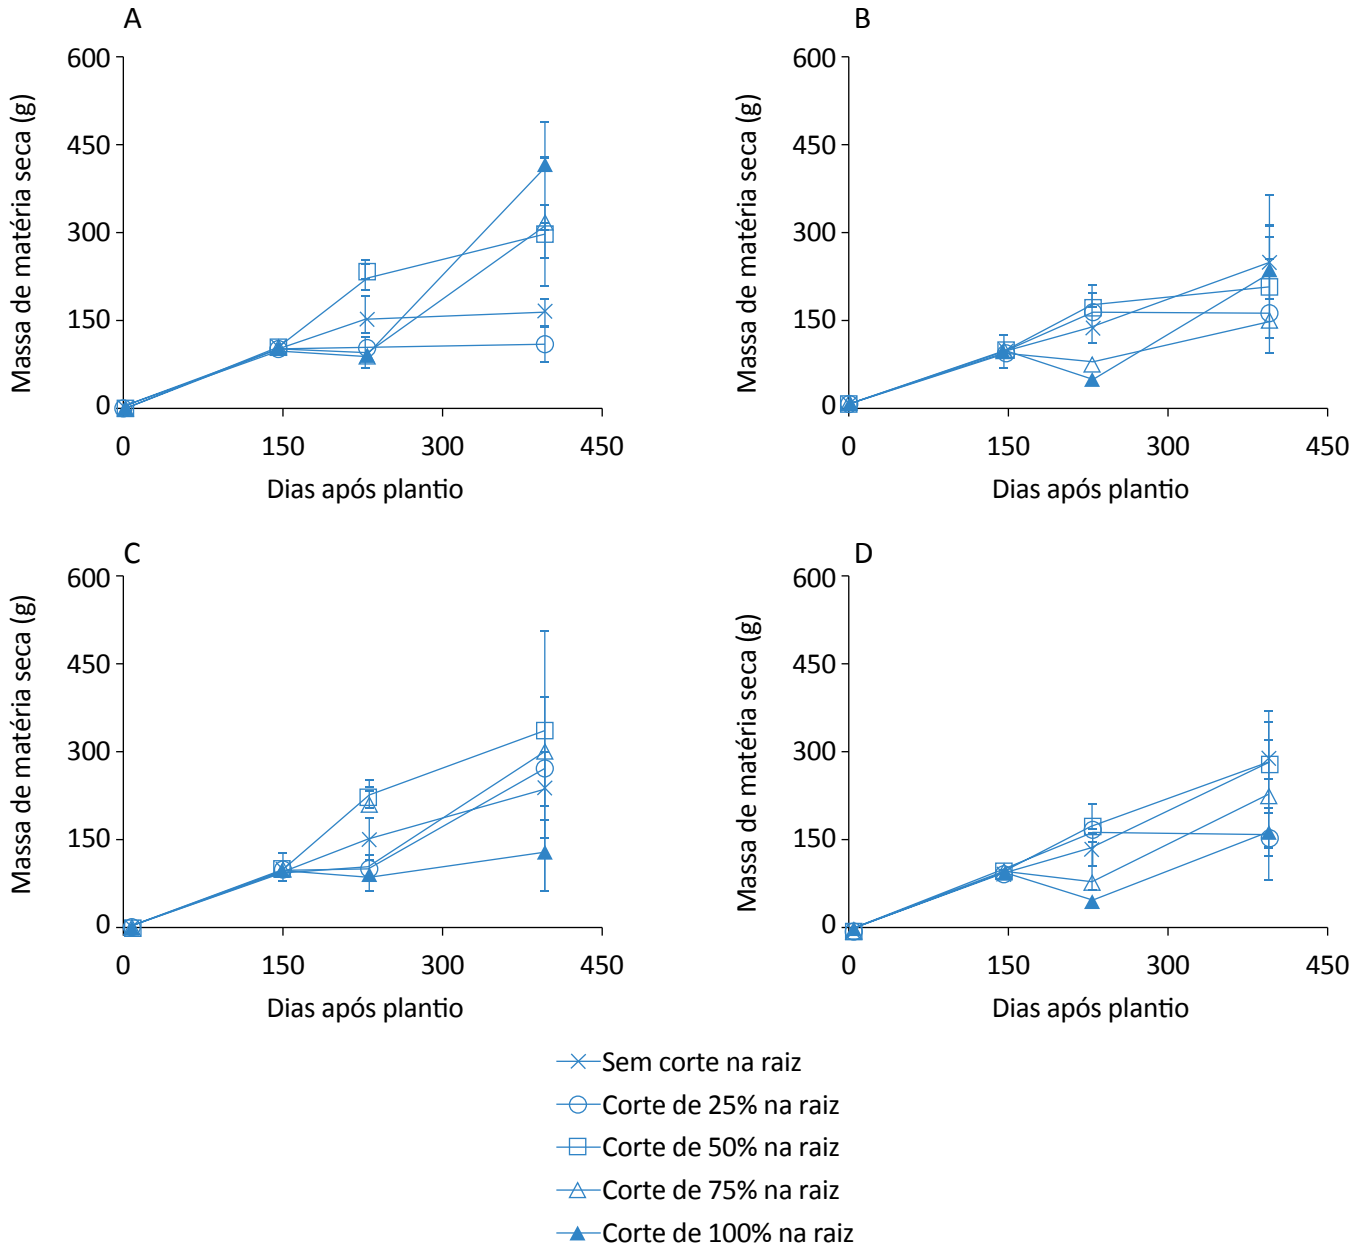 A
Massa de matéria seca (g)
600
450
300
150
0
0 150 300 450
Dias após plantio
B
Massa de matéria seca (g)
600
450
300
150
0
0 150 300 450
Dias após plantio
C
Massa de matéria seca (g)
600
450
300
150
0
0 150 300 450
Dias após plantio
D
Massa de matéria seca (g)
600
450
300
150
0
0 150 300 450
Dias após plantio
Sem corte na raiz
Corte de 25% na raiz
Corte de 50% na raiz
Corte de 75% na raiz
Corte de 100% na raiz